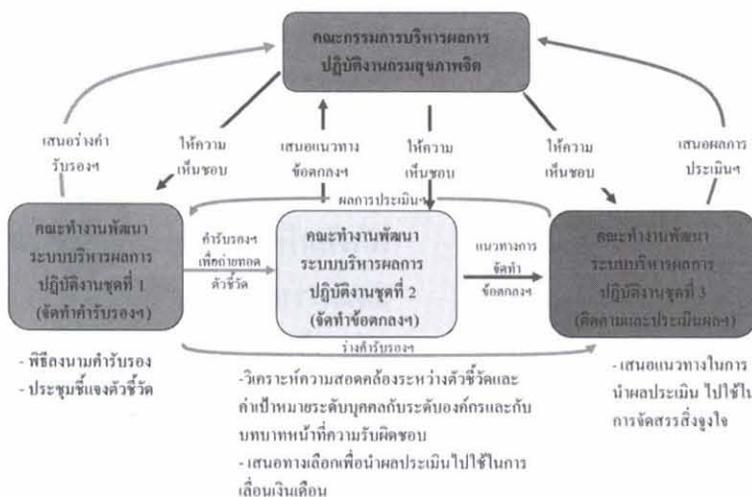 คณะกรรมการบริหารผลการ
ปฏิบัติงานกรมสุขภาพจิต
เสนอร่างคำ
รับรองฯ
ให้ความ
เห็นชอบ
เสนอแนวทาง
ข้อตกลงฯ
ให้ความ
เห็นชอบ
ให้ความ
เห็นชอบ
เสนอผลการ
ประเมินฯ
ผลการประเมินฯ
คณะทำงานพัฒนา
ระบบบริหารผลการ
ปฏิบัติงานชุดที่ 1
(จัดทำคำรับรองฯ)
คำรับรองฯ
เพื่อถ่ายทอด
ตัวชี้วัด
คณะทำงานพัฒนา
ระบบบริหารผลการ
ปฏิบัติงานชุดที่ 2
(จัดทำข้อตกลงฯ)
แนวทางการ
จัดทำ
ข้อตกลงฯ
คณะทำงานพัฒนา
ระบบบริหารผลการ
ปฏิบัติงานชุดที่ 3
(ติดตามและประเมินผลฯ)
ร่างคำรับรองฯ
- พิธีลงนามคำรับรอง
- ประชุมชี้แจงตัวชี้วัด
-วิเคราะห์ความสอดคล้องระหว่างตัวชี้วัดและ
ค่าเป้าหมายระดับบุคคลกับระดับองค์กรและกับ
บทบาทหน้าที่ความรับผิดชอบ
- เสนอทางเลือกเพื่อนำผลประเมินไปใช้ในการ
เลื่อนเงินเดือน
- เสนอแนวทางในการ
นำผลประเมิน ไปใช้ใน
การจัดสรรสิ่งจูงใจ